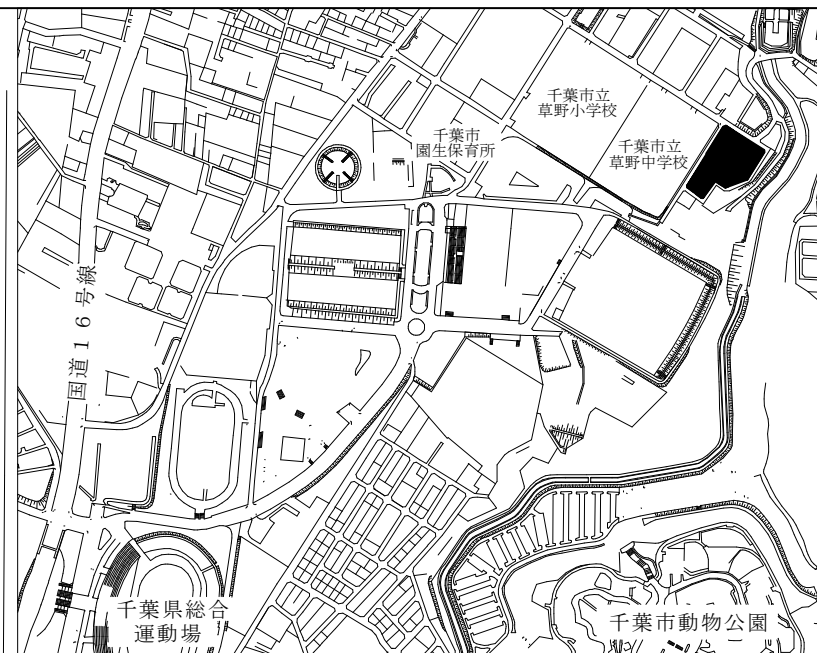 千葉市立
草野小学校
千葉市
園生保育所
千葉市立
草野中学校
国道16号線
千葉県総合
運動場
千葉市動物公園